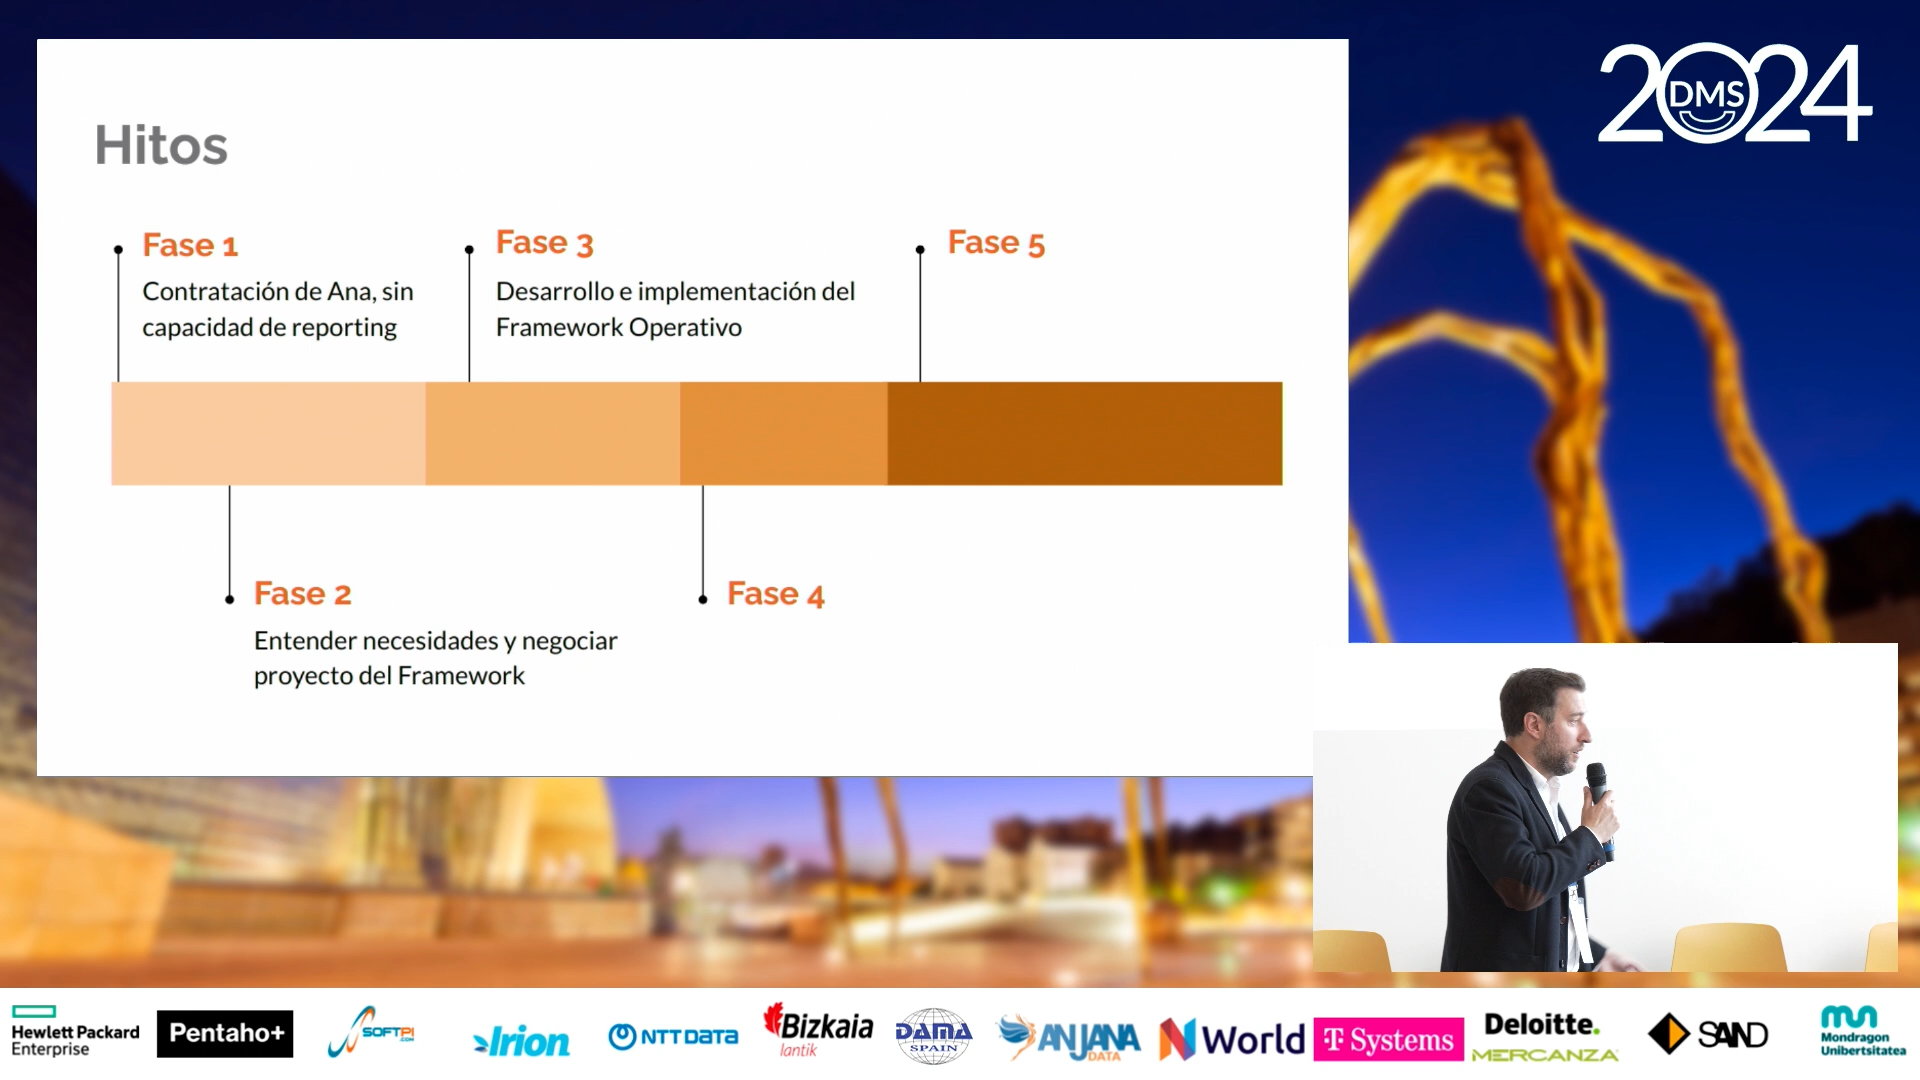 2024
DMS
Hitos
Fase 1
Contratación de Ana, sin
capacidad de reporting
Fase 3
Desarrollo e implementación del
Framework Operativo
Fase 5
Fase 2
Entender necesidades y negociar
proyecto del Framework
Fase 4
Hewlett Packard
Enterprise
Pentaho+
SOFTPI
.COM
Irion
NTT DATA
Bizkaia
lantik
DAMA
SPAIN
ANJANA
DATA
N World
T Systems
Deloitte.
MERCANZA
SAND
Mondragon
Unibertsitatea